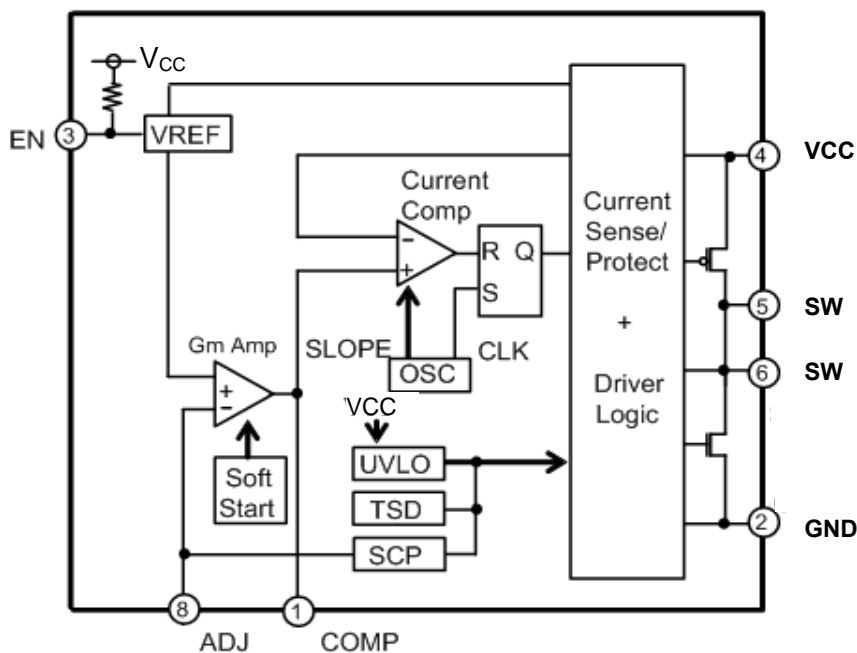 VCC
EN
3
VREF
4
VCC
Current
Comp
−
+
R Q
S
Current
Sense/
Protect
+
Driver
Logic
5
SW
6
SW
Gm Amp
+
−
SLOPE
OSC
CLK
VCC
UVLO
TSD
SCP
Soft
Start
2
GND
8
ADJ
1
COMP